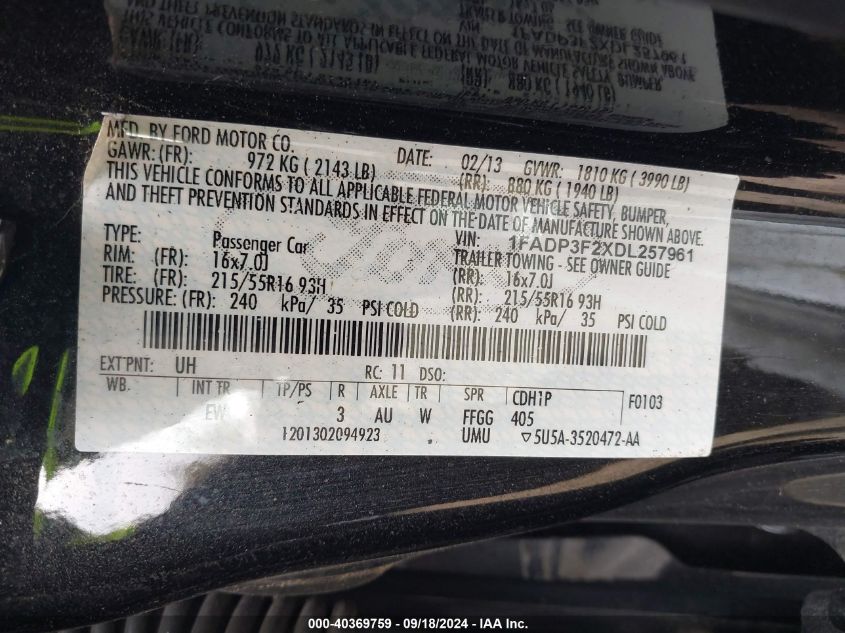 MFD. BY FORD MOTOR CO. DATE: 02/13 GVWR: 1810 KG ( 3990 LB)
GAWR: (FR): 972 KG ( 2143 LB) (RR): 880 KG ( 1940 LB)
THIS VEHICLE CONFORMS TO ALL APPLICABLE FEDERAL MOTOR VEHICLE SAFETY, BUMPER,
AND THEFT PREVENTION STANDARDS IN EFFECT ON THE DATE OF MANUFACTURE SHOWN ABOVE
VIN: 1FADP3F2XDL257961
TYPE: Passenger Car TRAILER TOWING - SEE OWNER GUIDE
RIM: (FR): 16x7.0J (RR): 16x7.0J
TIRE: (FR): 215/55R16 93H (RR): 215/55R16 93H
PRESSURE: (FR): 240 kPa/ 35 PSI COLD (RR): 240 kPa/ 35 PSI COLD
EXT PNT: UH RC: 11 DSO:
WB. INT TR TP/PS R AXLE TR SPR CDH1P F0103
EW 3 AU W FFGG 405
1201302094923 UMU ▽5U5A-3520472-AA
000-40369759 - 09/18/2024 - IAA Inc.